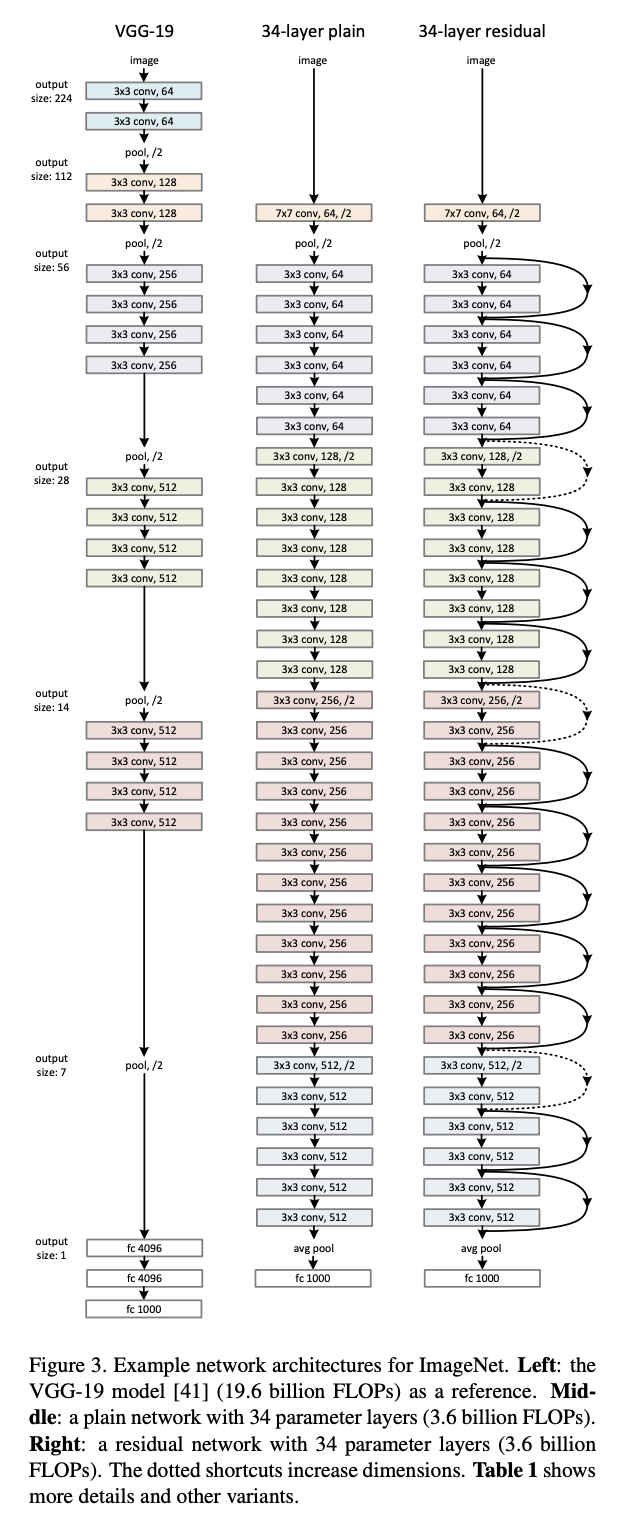 VGG-19
34-layer plain
34-layer residual
output
size: 224
output
size: 112
output
size: 56
output
size: 28
output
size: 14
output
size: 7
output
size: 1
image
3x3 conv, 64
3x3 conv, 64
pool, /2
3x3 conv, 128
3x3 conv, 128
pool, /2
3x3 conv, 256
3x3 conv, 256
3x3 conv, 256
3x3 conv, 256
pool, /2
3x3 conv, 512
3x3 conv, 512
3x3 conv, 512
3x3 conv, 512
pool, /2
3x3 conv, 512
3x3 conv, 512
3x3 conv, 512
3x3 conv, 512
pool, /2
fc 4096
fc 4096
fc 1000
image
7x7 conv, 64, /2
pool, /2
3x3 conv, 64
3x3 conv, 64
3x3 conv, 64
3x3 conv, 64
3x3 conv, 64
3x3 conv, 64
3x3 conv, 128, /2
3x3 conv, 128
3x3 conv, 128
3x3 conv, 128
3x3 conv, 128
3x3 conv, 128
3x3 conv, 128
3x3 conv, 128
3x3 conv, 256, /2
3x3 conv, 256
3x3 conv, 256
3x3 conv, 256
3x3 conv, 256
3x3 conv, 256
3x3 conv, 256
3x3 conv, 256
3x3 conv, 256
3x3 conv, 256
3x3 conv, 256
3x3 conv, 256
3x3 conv, 512, /2
3x3 conv, 512
3x3 conv, 512
3x3 conv, 512
3x3 conv, 512
3x3 conv, 512
avg pool
fc 1000
image
7x7 conv, 64, /2
pool, /2
3x3 conv, 64
3x3 conv, 64
3x3 conv, 64
3x3 conv, 64
3x3 conv, 64
3x3 conv, 64
3x3 conv, 128, /2
3x3 conv, 128
3x3 conv, 128
3x3 conv, 128
3x3 conv, 128
3x3 conv, 128
3x3 conv, 128
3x3 conv, 128
3x3 conv, 256, /2
3x3 conv, 256
3x3 conv, 256
3x3 conv, 256
3x3 conv, 256
3x3 conv, 256
3x3 conv, 256
3x3 conv, 256
3x3 conv, 256
3x3 conv, 256
3x3 conv, 256
3x3 conv, 256
3x3 conv, 512, /2
3x3 conv, 512
3x3 conv, 512
3x3 conv, 512
3x3 conv, 512
3x3 conv, 512
avg pool
fc 1000
Figure 3. Example network architectures for ImageNet. Left: the
VGG-19 model [41] (19.6 billion FLOPs) as a reference. Mid-
dle: a plain network with 34 parameter layers (3.6 billion FLOPs).
Right: a residual network with 34 parameter layers (3.6 billion
FLOPs). The dotted shortcuts increase dimensions. Table 1 shows
more details and other variants.